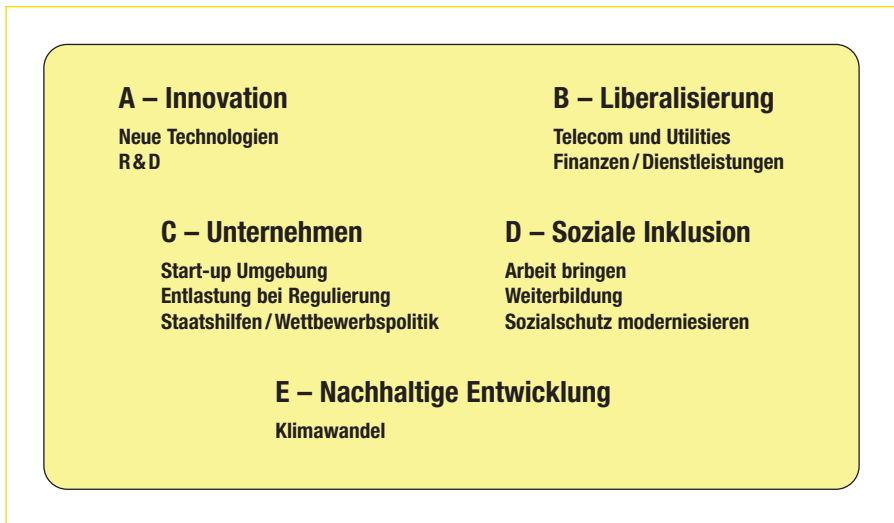 A – Innovation
Neue Technologien
R & D
B – Liberalisierung
Telecom und Utilities
Finanzen / Dienstleistungen
C – Unternehmen
Start-up Umgebung
Entlastung bei Regulierung
Staatshilfen / Wettbewerbspolitik
D – Soziale Inklusion
Arbeit bringen
Weiterbildung
Sozialschutz moderniesieren
E – Nachhaltige Entwicklung
Klimawandel